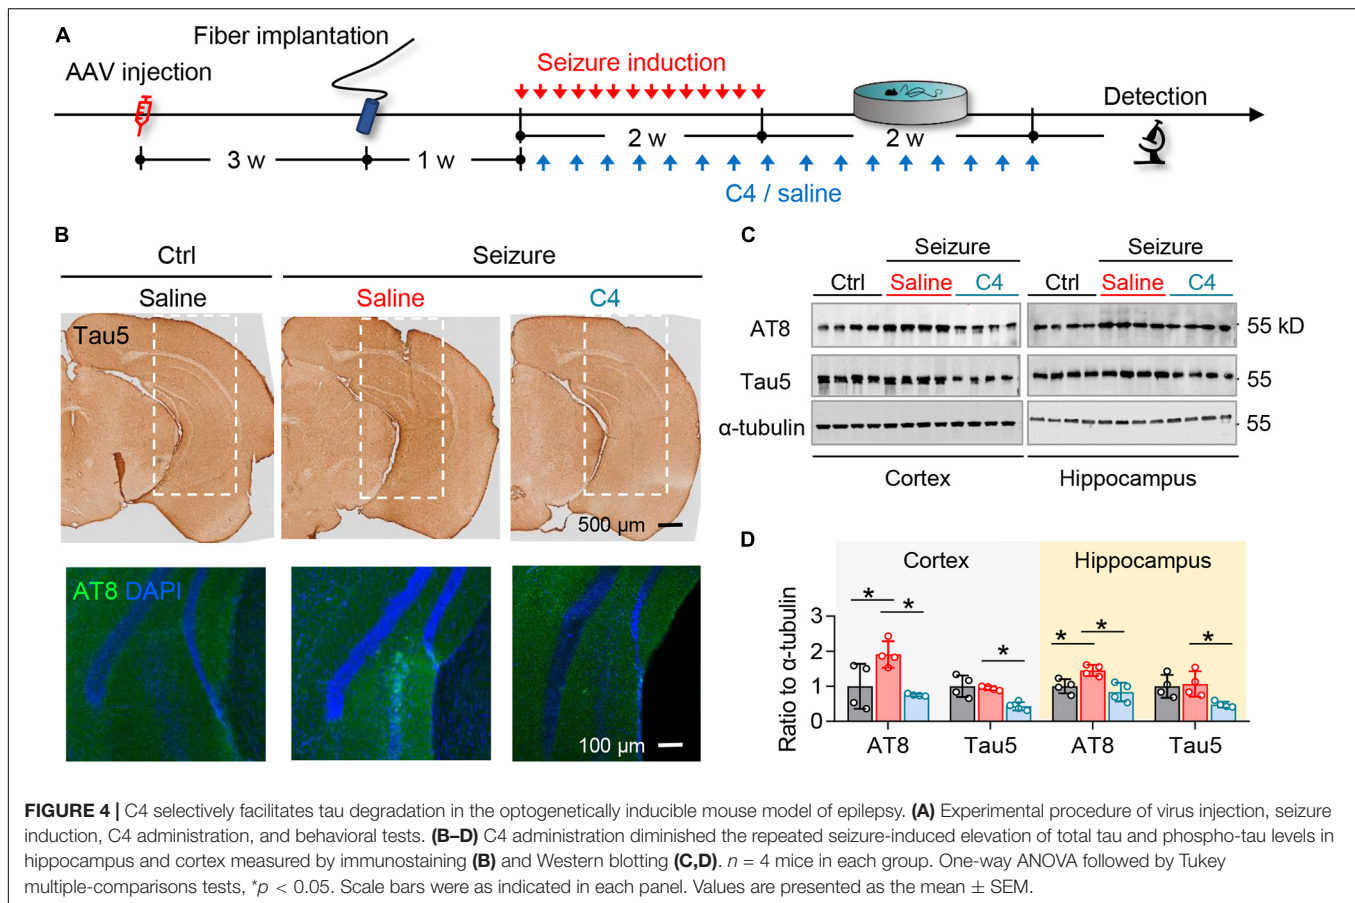 A
Fiber implantation
AAV injection
Seizure induction
Detection
3 w
1 w
2 w
2 w
C4 / saline
B
Ctrl
Seizure
Saline
Saline
C4
Tau5
500 µm
AT8 DAPI
100 µm
C
Seizure
Seizure
Ctrl
Saline
C4
Ctrl
Saline
C4
AT8
55 kD
Tau5
55
α-tubulin
55
Cortex
Hippocampus
D
Cortex
Hippocampus
Ratio to α-tubulin
3
2
1
0
* * * * * *
AT8
Tau5
AT8
Tau5
FIGURE 4 | C4 selectively facilitates tau degradation in the optogenetically inducible mouse model of epilepsy. (A) Experimental procedure of virus injection, seizure
induction, C4 administration, and behavioral tests. (B–D) C4 administration diminished the repeated seizure-induced elevation of total tau and phospho-tau levels in
hippocampus and cortex measured by immunostaining (B) and Western blotting (C,D). n = 4 mice in each group. One-way ANOVA followed by Tukey
multiple-comparisons tests, *p < 0.05. Scale bars were as indicated in each panel. Values are presented as the mean ± SEM.